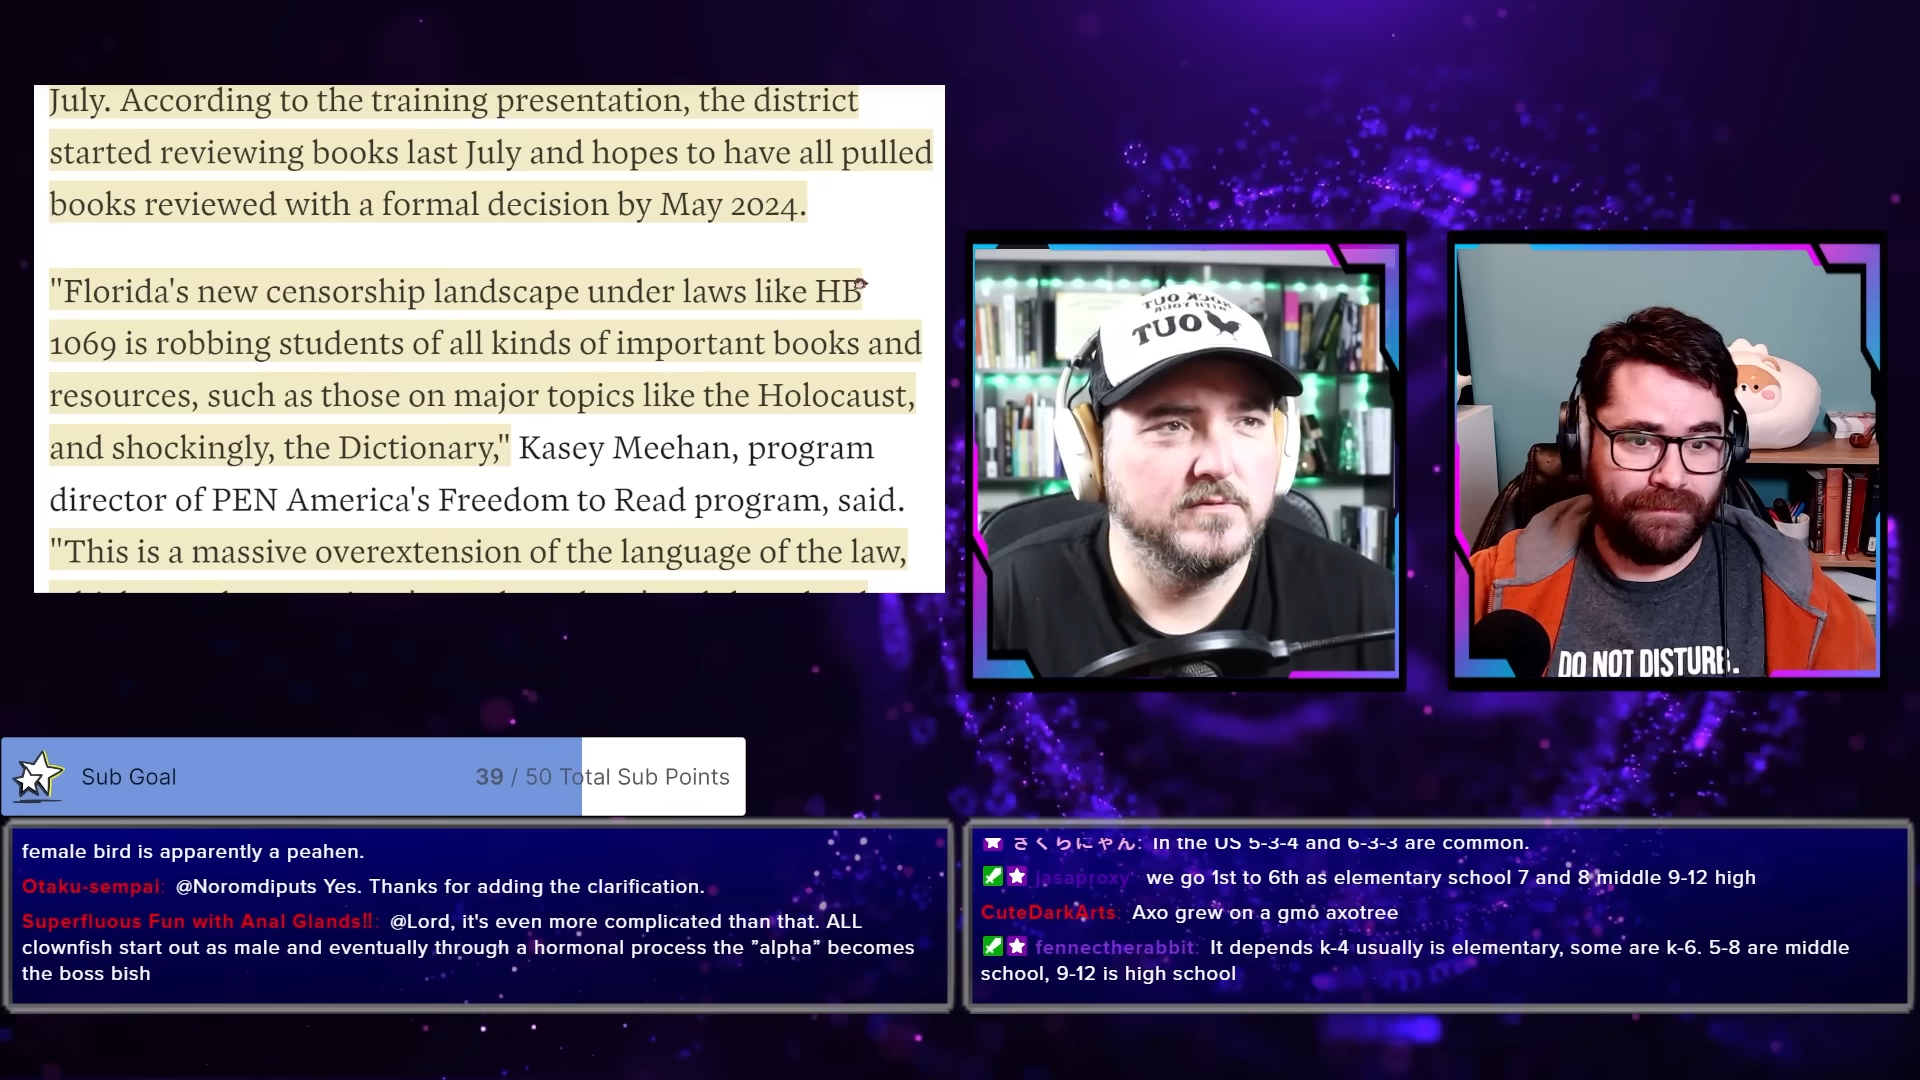 July. According to the training presentation, the district
started reviewing books last July and hopes to have all pulled
books reviewed with a formal decision by May 2024.
"Florida's new censorship landscape under laws like HB
1069 is robbing students of all kinds of important books and
resources, such as those on major topics like the Holocaust,
and shockingly, the Dictionary," Kasey Meehan, program
director of PEN America's Freedom to Read program, said.
"This is a massive overextension of the language of the law,
OUT
DO NOT DISTURB.
Sub Goal
39 / 50 Total Sub Points
female bird is apparently a peahen.
Otaku-sempai: @Noromdiputs Yes. Thanks for adding the clarification.
Superfluous Fun with Anal Glands!!: @Lord, it's even more complicated than that. ALL
clownfish start out as male and eventually through a hormonal process the "alpha" becomes
the boss bish
さくらにゃん: In the US 5-3-4 and 6-3-3 are common.
jasaproxy: we go 1st to 6th as elementary school 7 and 8 middle 9-12 high
CuteDarkArts: Axo grew on a gmo axotree
fennectherabbit: It depends k-4 usually is elementary, some are k-6. 5-8 are middle
school, 9-12 is high school